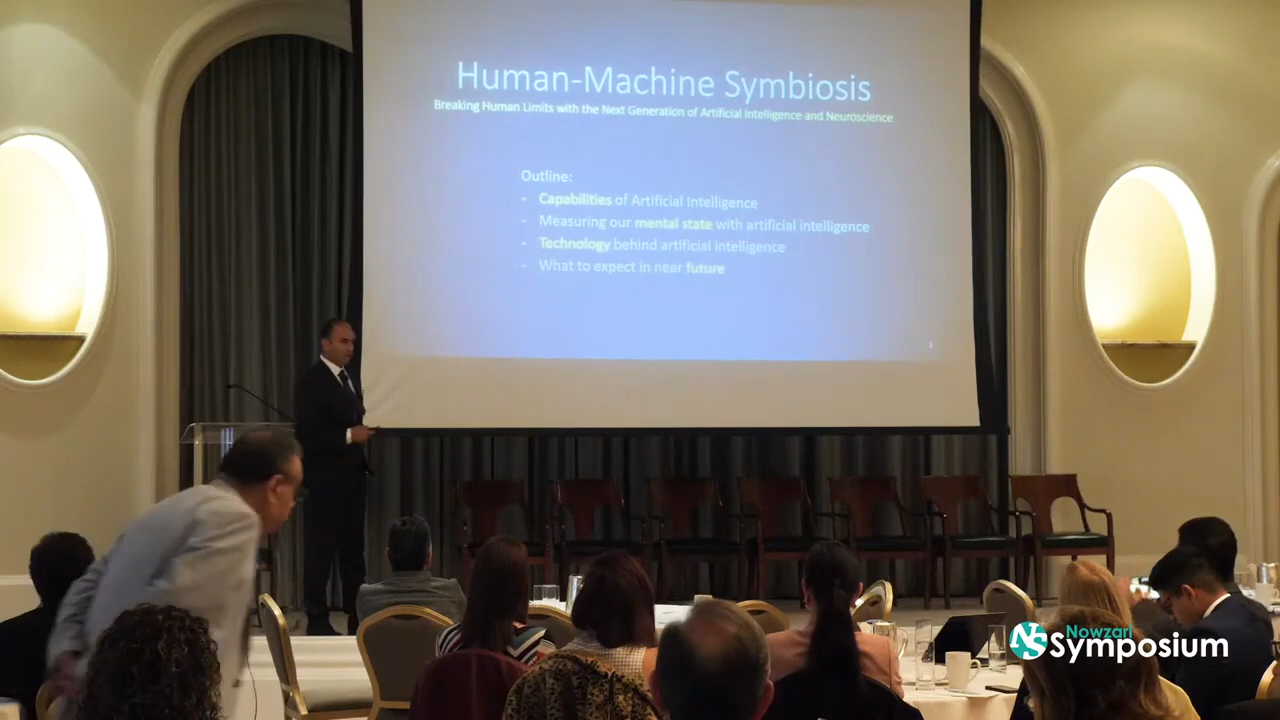 Human-Machine Symbiosis
Breaking Human Limits with the Next Generation of Artificial Intelligence and Neuroscience
Outline:
- Capabilities of Artificial Intelligence
- Measuring our mental state with artificial intelligence
- Technology behind artificial intelligence
- What to expect in near future
NS Nowzari
Symposium